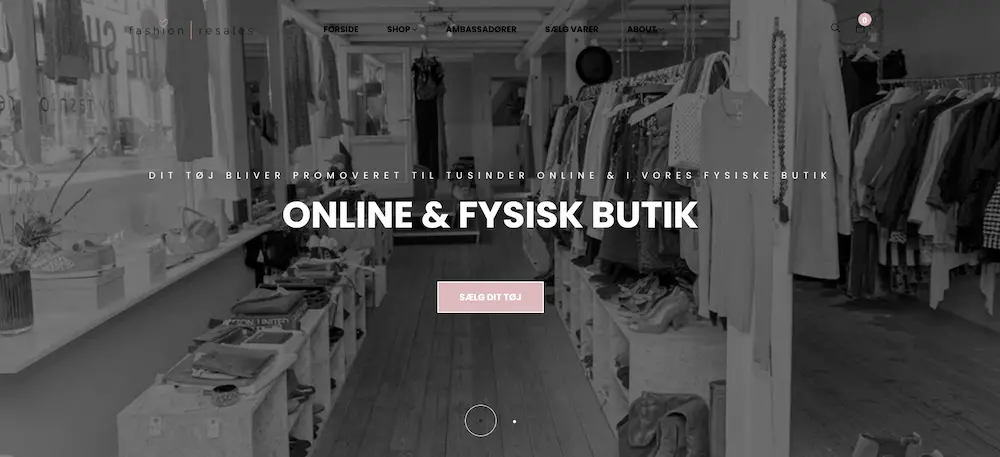 fashion | resales
FORSIDE
SHOP
AMBASSADØRER
SÆLG VARER
ABOUT
0
DIT TØJ BLIVER PROMOVERET TIL TUSINDER ONLINE & I VORES FYSISKE BUTIK
ONLINE & FYSISK BUTIK
SÆLG DIT TØJ